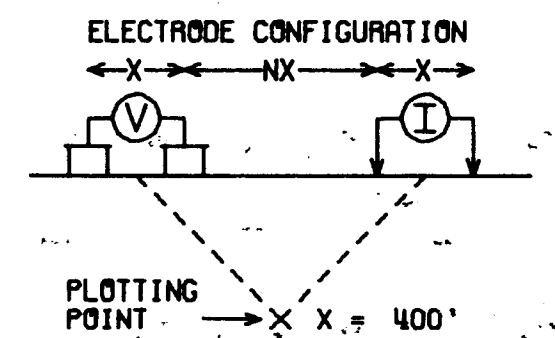 ELECTRODE CONFIGURATION
X NX X
V I
PLOTTING
POINT X X = 400'